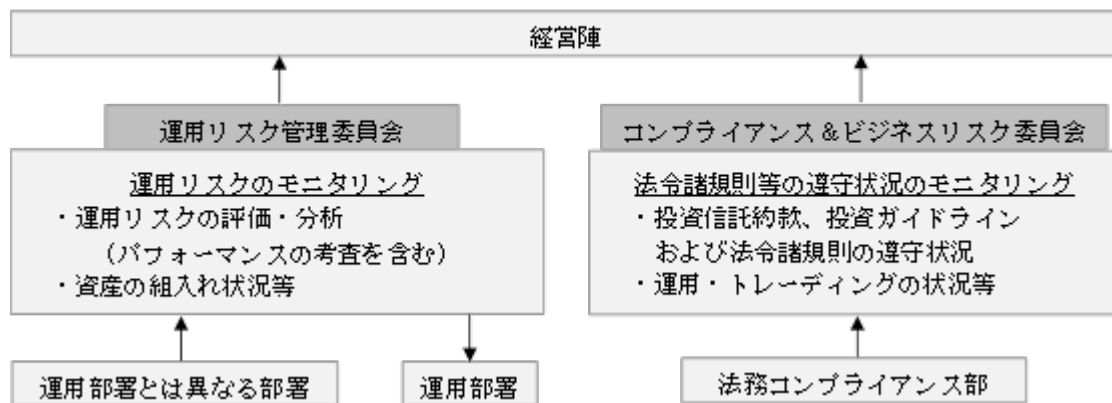 経営陣
運用リスク管理委員会
運用リスクのモニタリング
・運用リスクの評価・分析
（パフォーマンスの考査を含む）
・資産の組入れ状況等
運用部署とは異なる部署
運用部署
コンプライアンス＆ビジネスリスク委員会
法令諸規則等の遵守状況のモニタリング
・投資信託約款、投資ガイドライン
および法令諸規則の遵守状況
・運用・トレーディングの状況等
法務コンプライアンス部